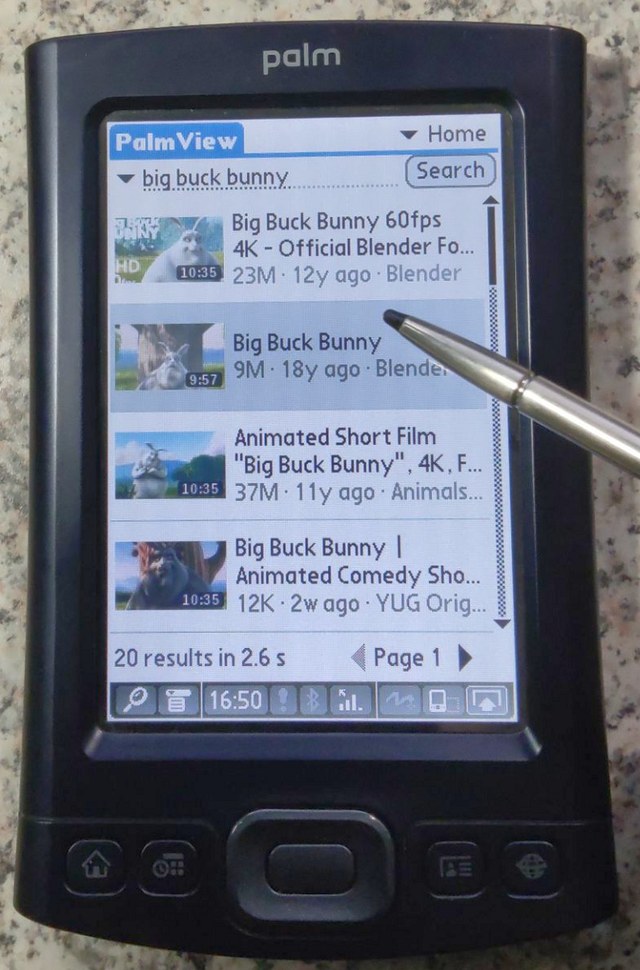 palm
PalmView
Home
big buck bunny
Search
Big Buck Bunny 60fps
4K - Official Blender Fo...
23M · 12y ago · Blender
10:35
Big Buck Bunny
9M · 18y ago · Blender
9:57
Animated Short Film
"Big Buck Bunny", 4K, F...
37M · 11y ago · Animals...
10:35
Big Buck Bunny |
Animated Comedy Sho...
12K · 2w ago · YUG Orig...
10:35
20 results in 2.6 s
Page 1
16:50